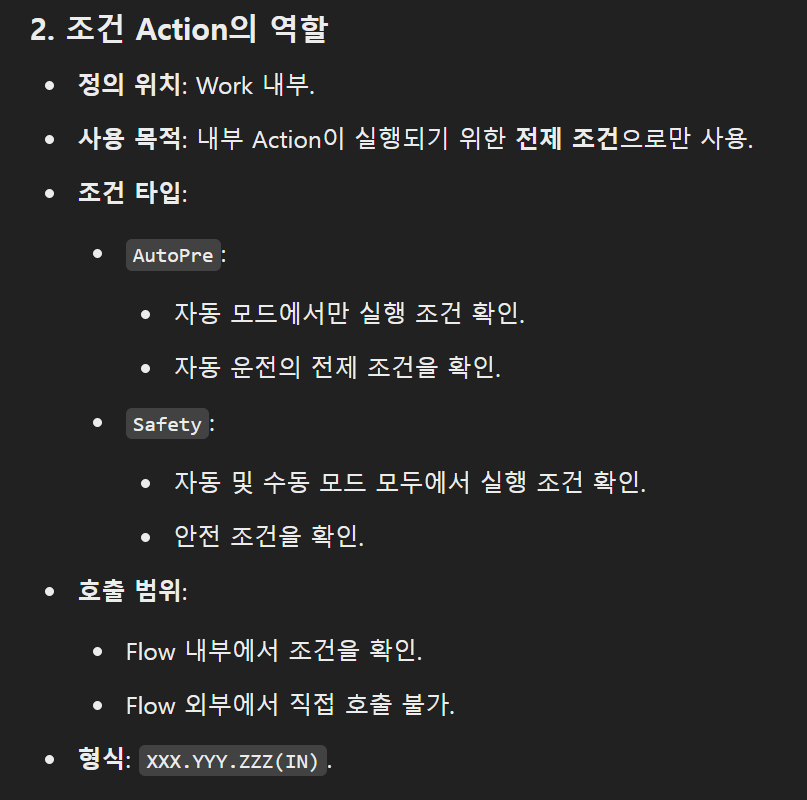 2. 조건 Action의 역할
• 정의 위치: Work 내부.
• 사용 목적: 내부 Action이 실행되기 위한 전제 조건으로만 사용.
• 조건 타입:
• AutoPre:
• 자동 모드에서만 실행 조건 확인.
• 자동 운전의 전제 조건을 확인.
• Safety:
• 자동 및 수동 모드 모두에서 실행 조건 확인.
• 안전 조건을 확인.
• 호출 범위:
• Flow 내부에서 조건을 확인.
• Flow 외부에서 직접 호출 불가.
• 형식: XXX.YYY.ZZZ(IN).